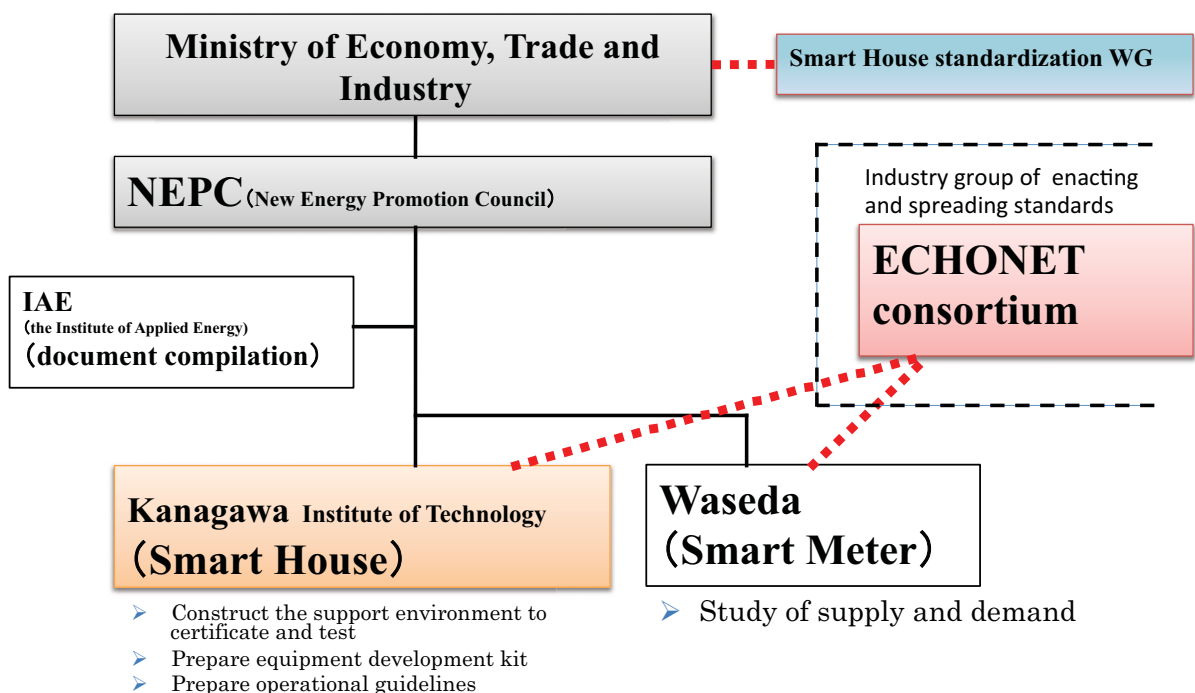 Ministry of Economy, Trade and
Industry
Smart House standardization WG
NEPC(New Energy Promotion Council)
Industry group of enacting
and spreading standards
ECHONET
consortium
IAE
(the Institute of Applied Energy)
(document compilation)
Kanagawa Institute of Technology
(Smart House)
Waseda
(Smart Meter)
➢ Construct the support environment to
certificate and test
➢ Prepare equipment development kit
➢ Prepare operational guidelines
➢ Study of supply and demand